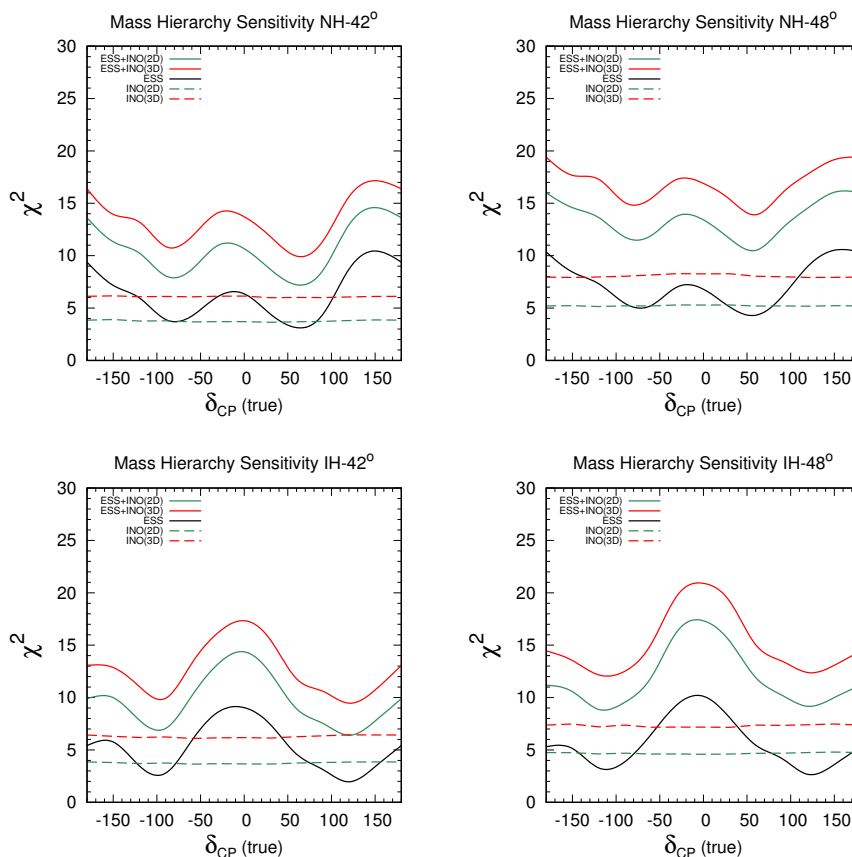 Mass Hierarchy Sensitivity NH-42o
30
25
20
15
10
5
0
χ2
ESS+INO(2D)
ESS+INO(3D)
ESS
INO(2D)
INO(3D)
-150 -100 -50 0 50 100 150
δCP (true)
Mass Hierarchy Sensitivity NH-48o
30
25
20
15
10
5
0
χ2
ESS+INO(2D)
ESS+INO(3D)
ESS
INO(2D)
INO(3D)
-150 -100 -50 0 50 100 150
δCP (true)
Mass Hierarchy Sensitivity IH-42o
30
25
20
15
10
5
0
χ2
ESS+INO(2D)
ESS+INO(3D)
ESS
INO(2D)
INO(3D)
-150 -100 -50 0 50 100 150
δCP (true)
Mass Hierarchy Sensitivity IH-48o
30
25
20
15
10
5
0
χ2
ESS+INO(2D)
ESS+INO(3D)
ESS
INO(2D)
INO(3D)
-150 -100 -50 0 50 100 150
δCP (true)